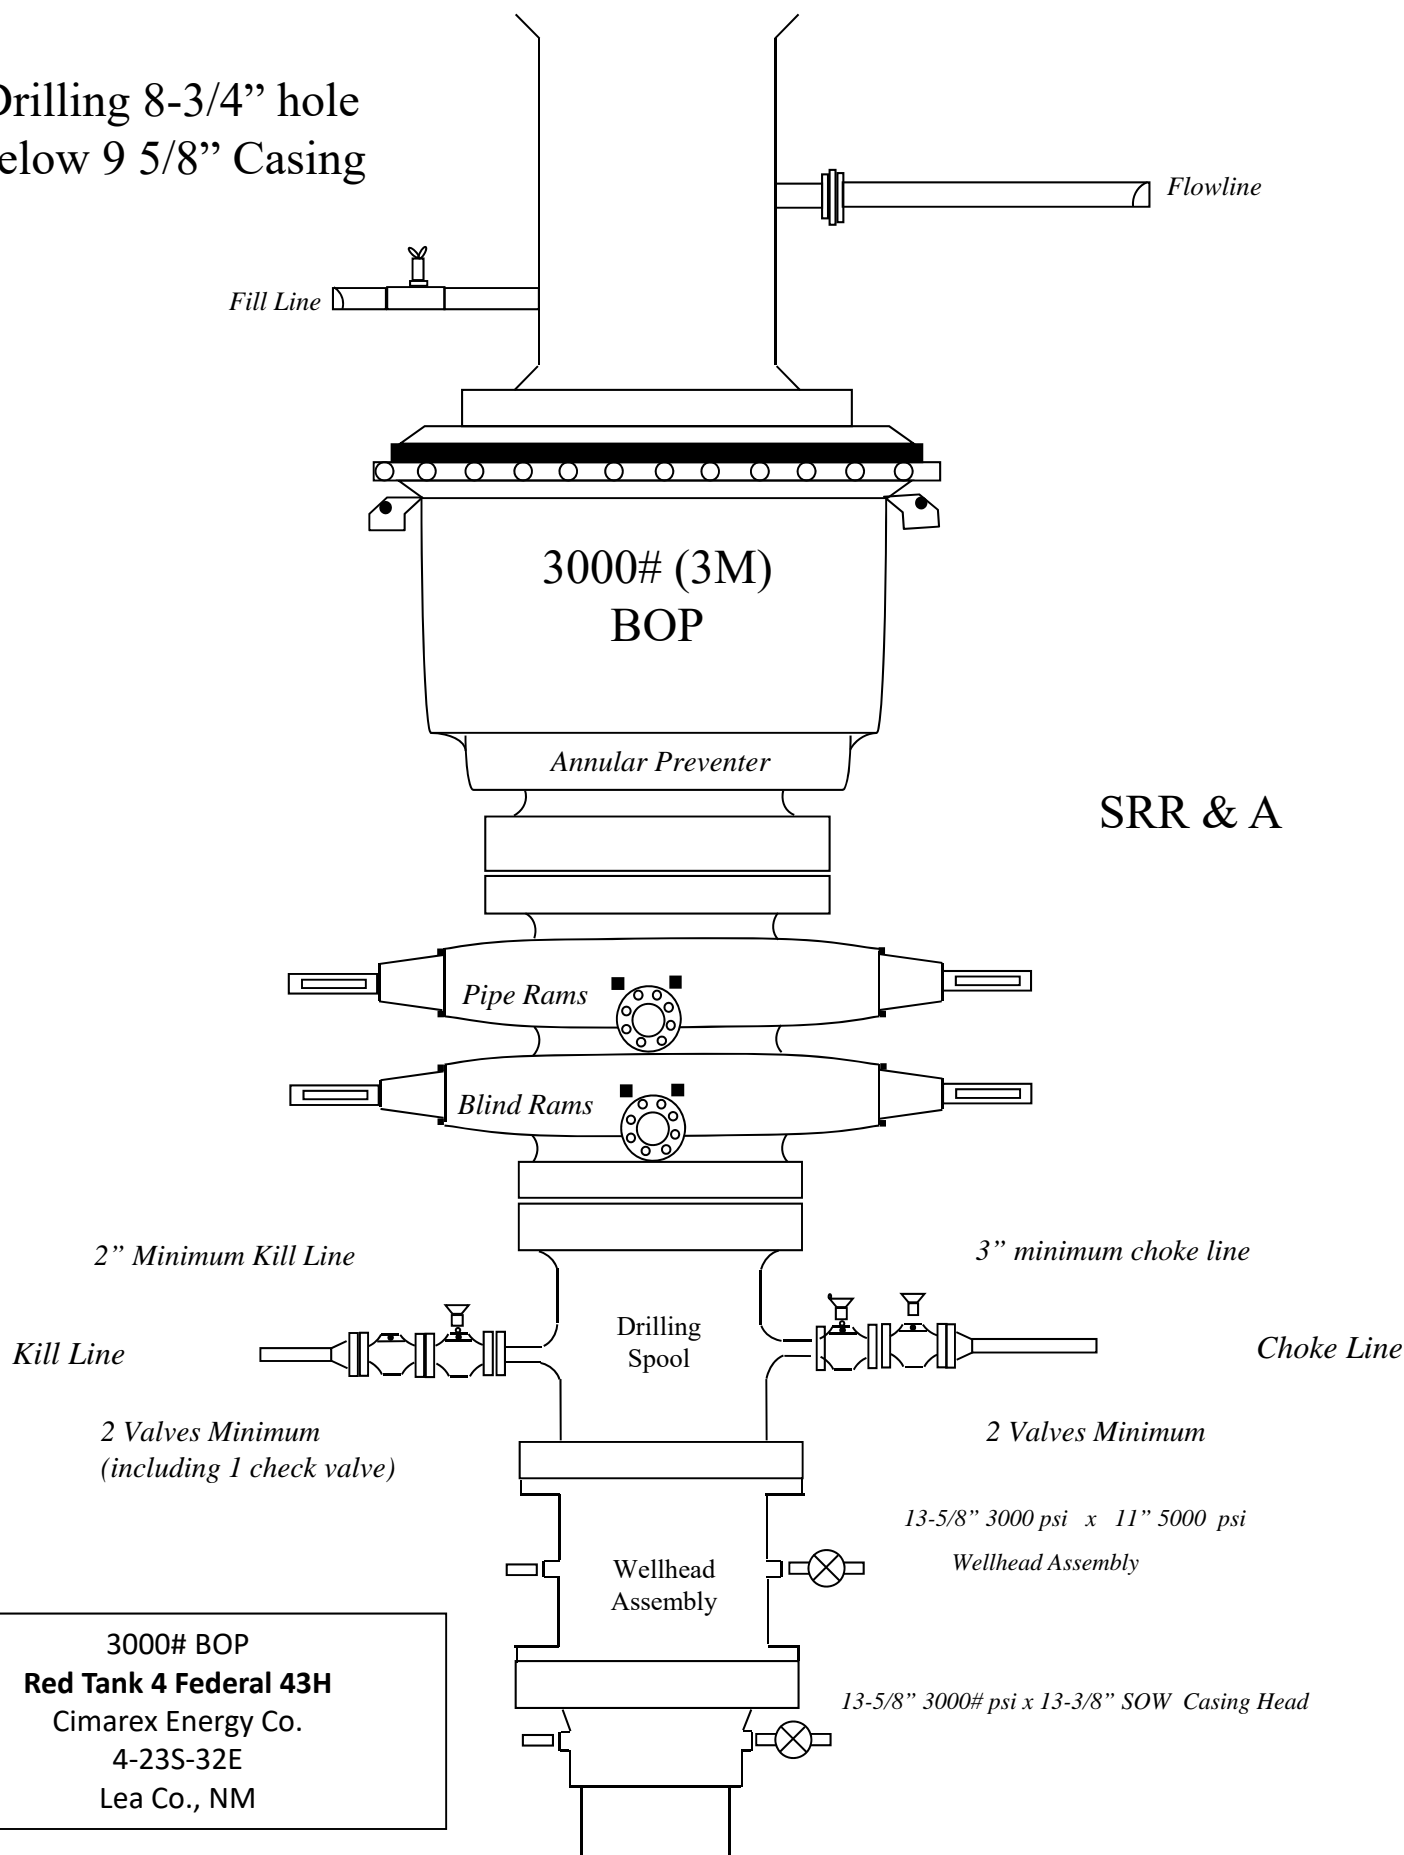 Drilling 8-3/4” hole
elow 9 5/8” Casing
Flowline
Fill Line
3000# (3M)
BOP
Annular Preventer
SRR & A
Pipe Rams
Blind Rams
2” Minimum Kill Line
3” minimum choke line
Drilling
Spool
Kill Line
Choke Line
2 Valves Minimum
(including 1 check valve)
2 Valves Minimum
13-5/8” 3000 psi x 11” 5000 psi
Wellhead Assembly
Wellhead
Assembly
3000# BOP
Red Tank 4 Federal 43H
Cimarex Energy Co.
4-23S-32E
Lea Co., NM
13-5/8” 3000# psi x 13-3/8” SOW Casing Head